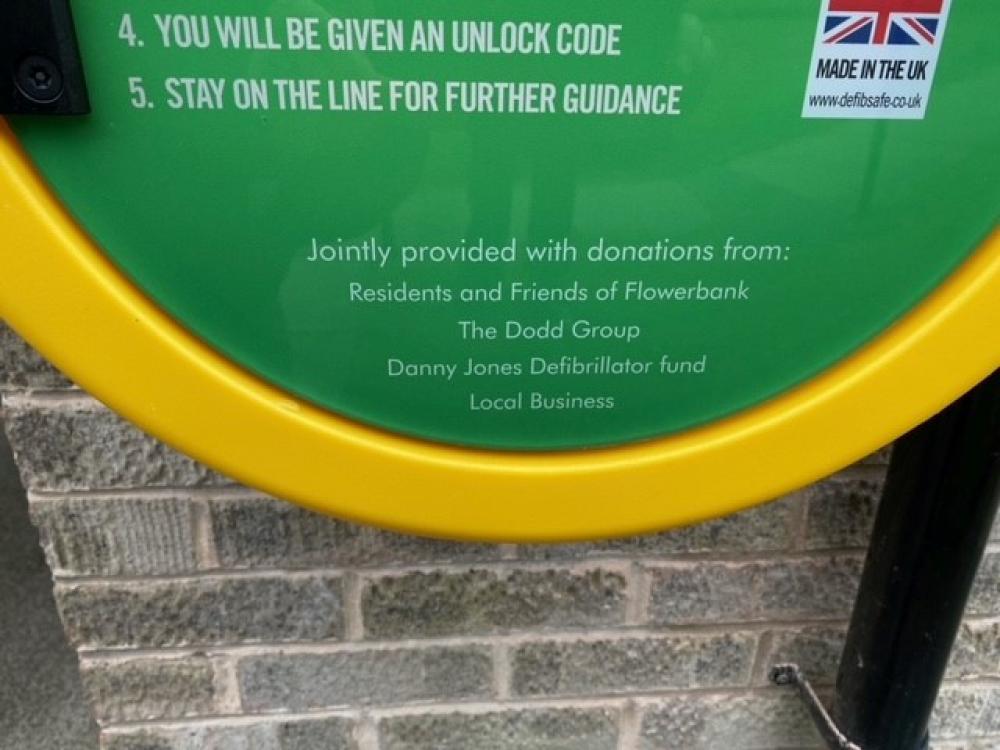 4. YOU WILL BE GIVEN AN UNLOCK CODE
5. STAY ON THE LINE FOR FURTHER GUIDANCE
MADE IN THE UK
www.defibsafe.co·uk
Jointly provided with donations from:
Residents and Friends of Flowerbank
The Dodd Group
Danny Jones Defibrillator fund
Local Business